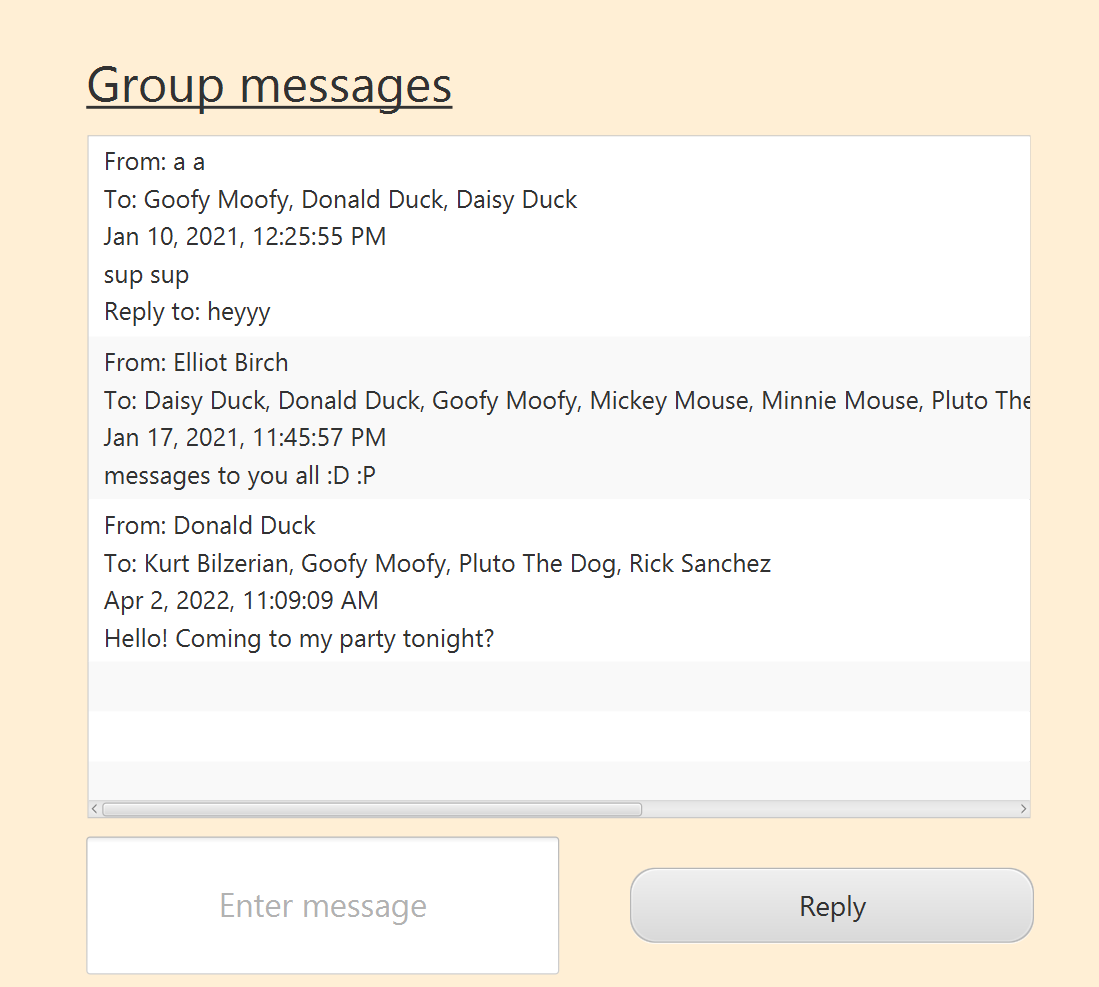 Group messages
From: a a
To: Goofy Moofy, Donald Duck, Daisy Duck
Jan 10, 2021, 12:25:55 PM
sup sup
Reply to: heyyy
From: Elliot Birch
To: Daisy Duck, Donald Duck, Goofy Moofy, Mickey Mouse, Minnie Mouse, Pluto The
Jan 17, 2021, 11:45:57 PM
messages to you all :D :P
From: Donald Duck
To: Kurt Bilzerian, Goofy Moofy, Pluto The Dog, Rick Sanchez
Apr 2, 2022, 11:09:09 AM
Hello! Coming to my party tonight?
Enter message
Reply